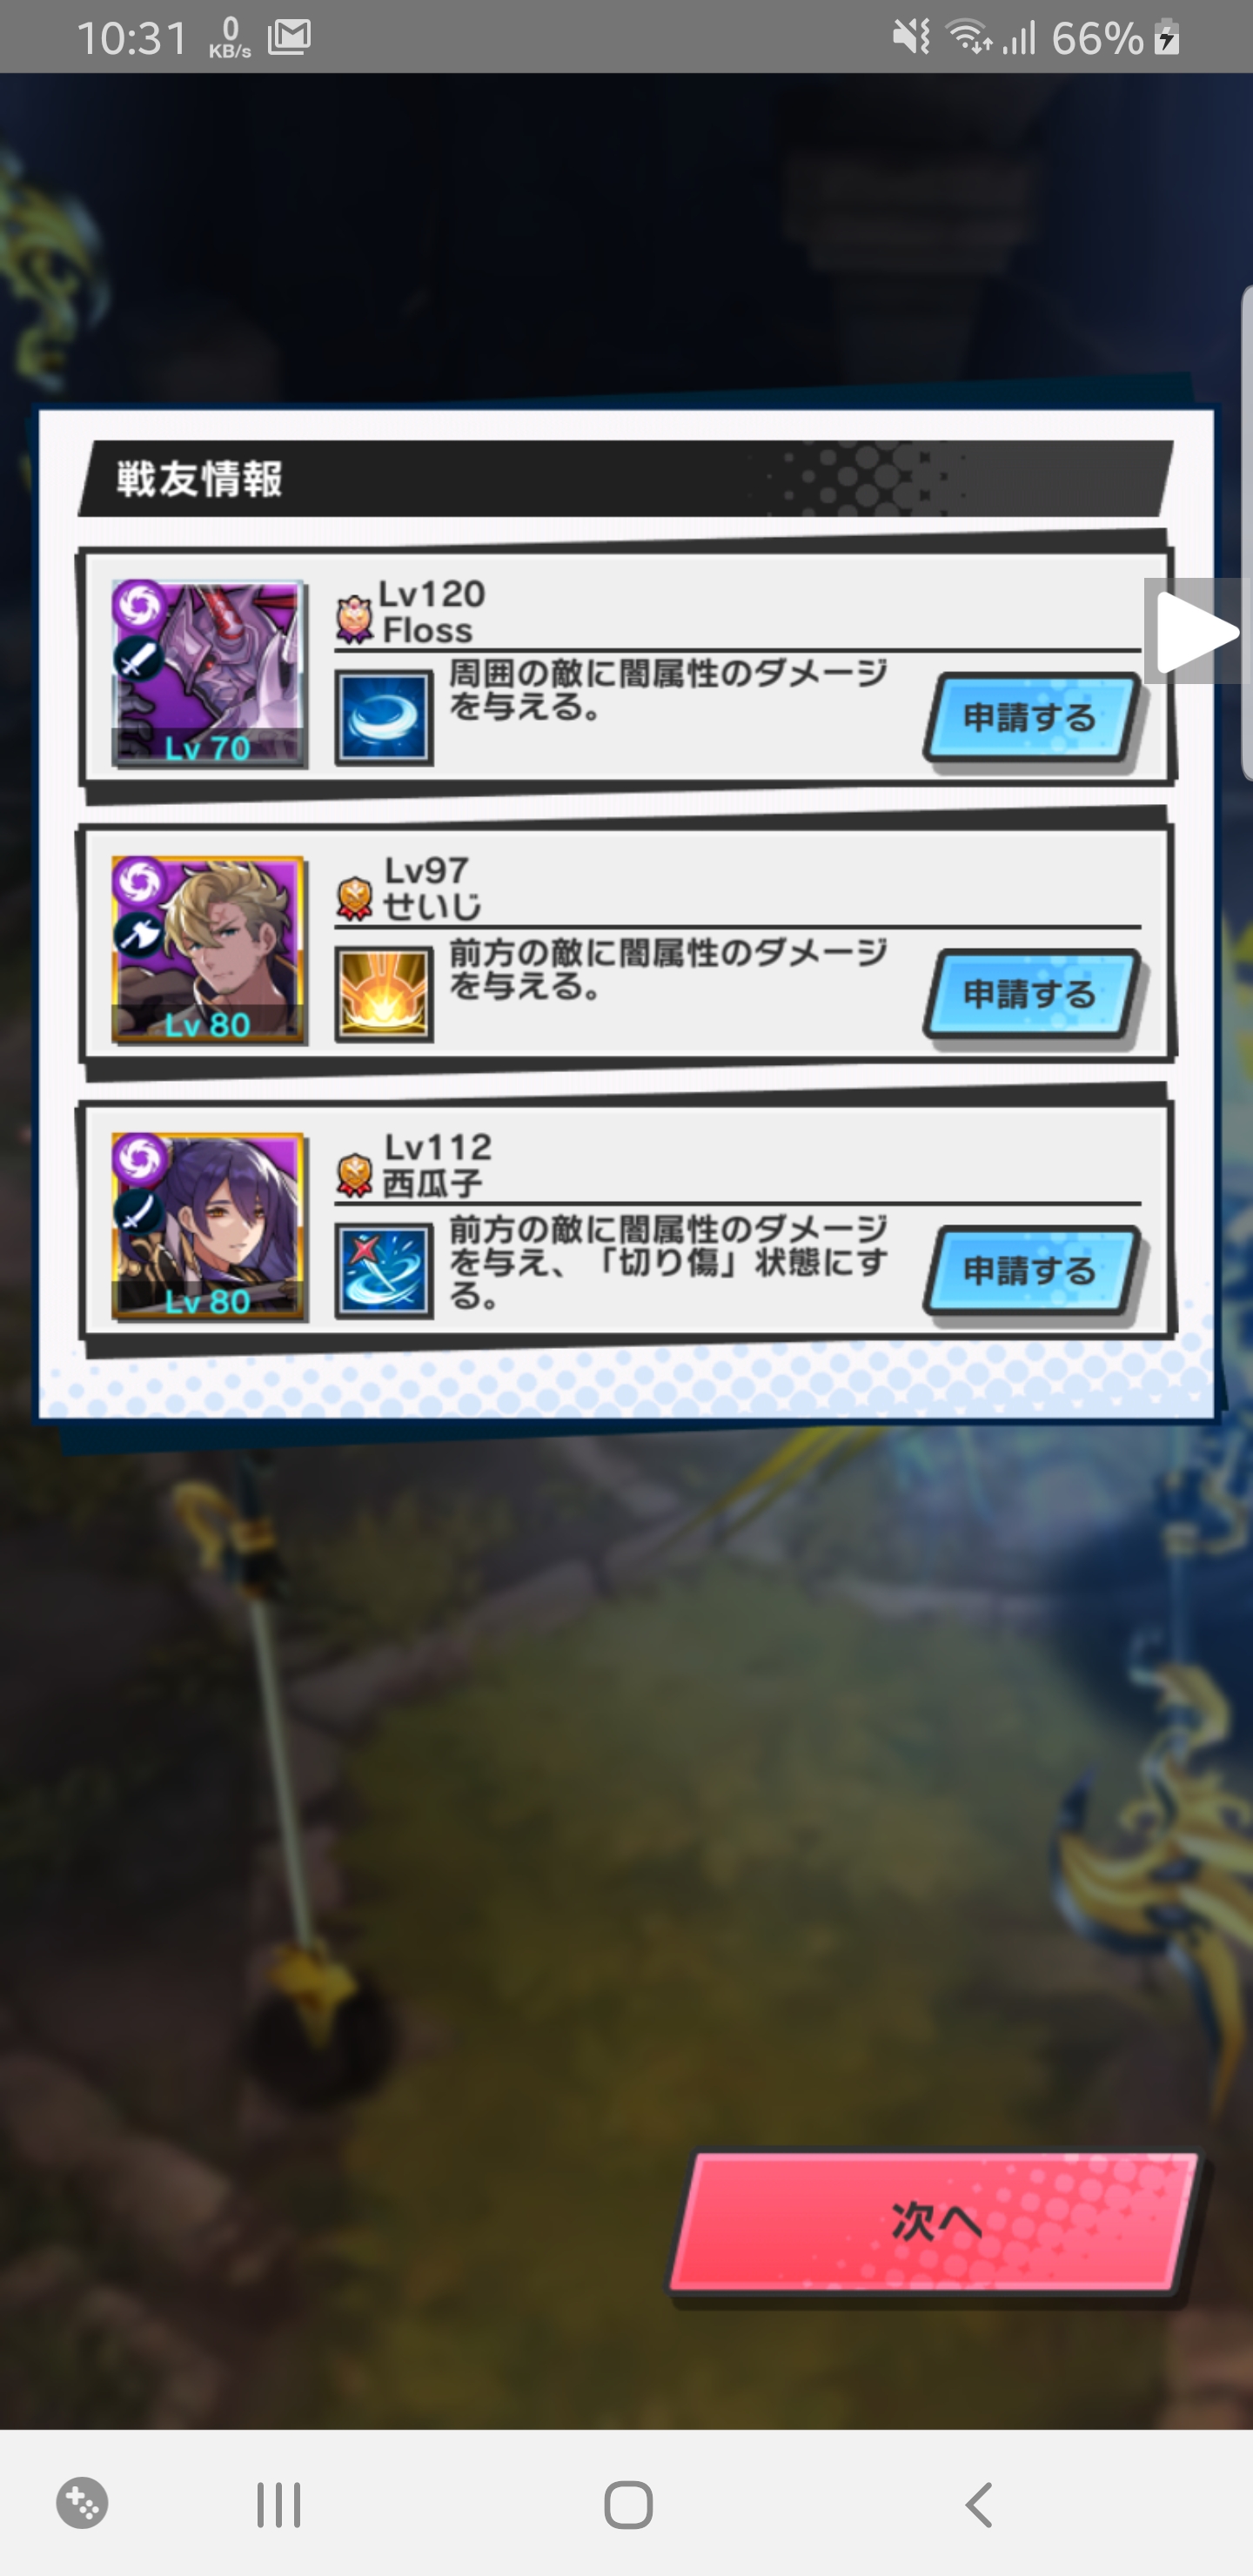 10:31
0
KB/s
66%
戦友情報
Lv120
Floss
周囲の敵に闇属性のダメージ
を与える。
申請する
Lv 70
Lv97
せいじ
前方の敵に闇属性のダメージ
を与える。
申請する
Lv 80
Lv112
西瓜子
前方の敵に闇属性のダメージ
を与え、「切り傷」状態にす
る。
申請する
Lv 80
次へ